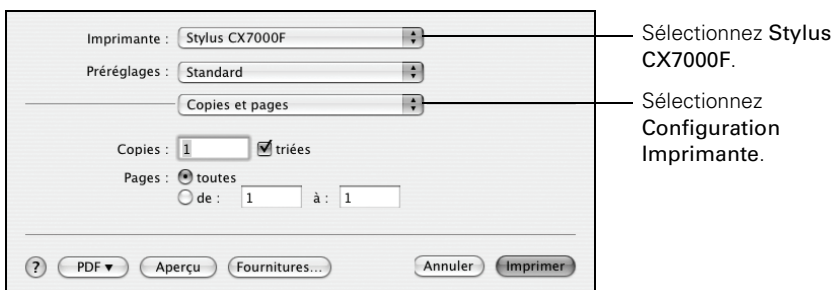 Imprimante : Stylus CX7000F
Préréglages : Standard
Copies et pages
Copies : 1 triées
Pages : toutes
de : 1 à : 1
? PDF Aperçu Fournitures... Annuler Imprimer
Sélectionnez Stylus
CX7000F.
Sélectionnez
Configuration
Imprimante.